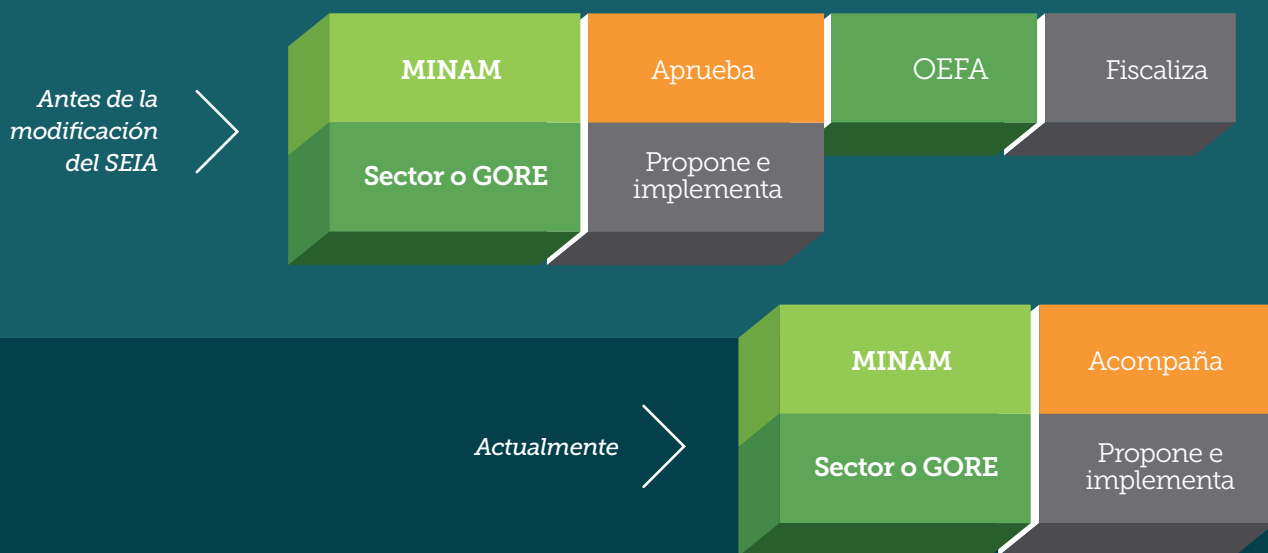 Antes de la
modificación
del SEIA
MINAM
Aprueba
OEFA
Fiscaliza
Sector o GORE
Propone e
implementa
Actualmente
MINAM
Acompaña
Sector o GORE
Propone e
implementa